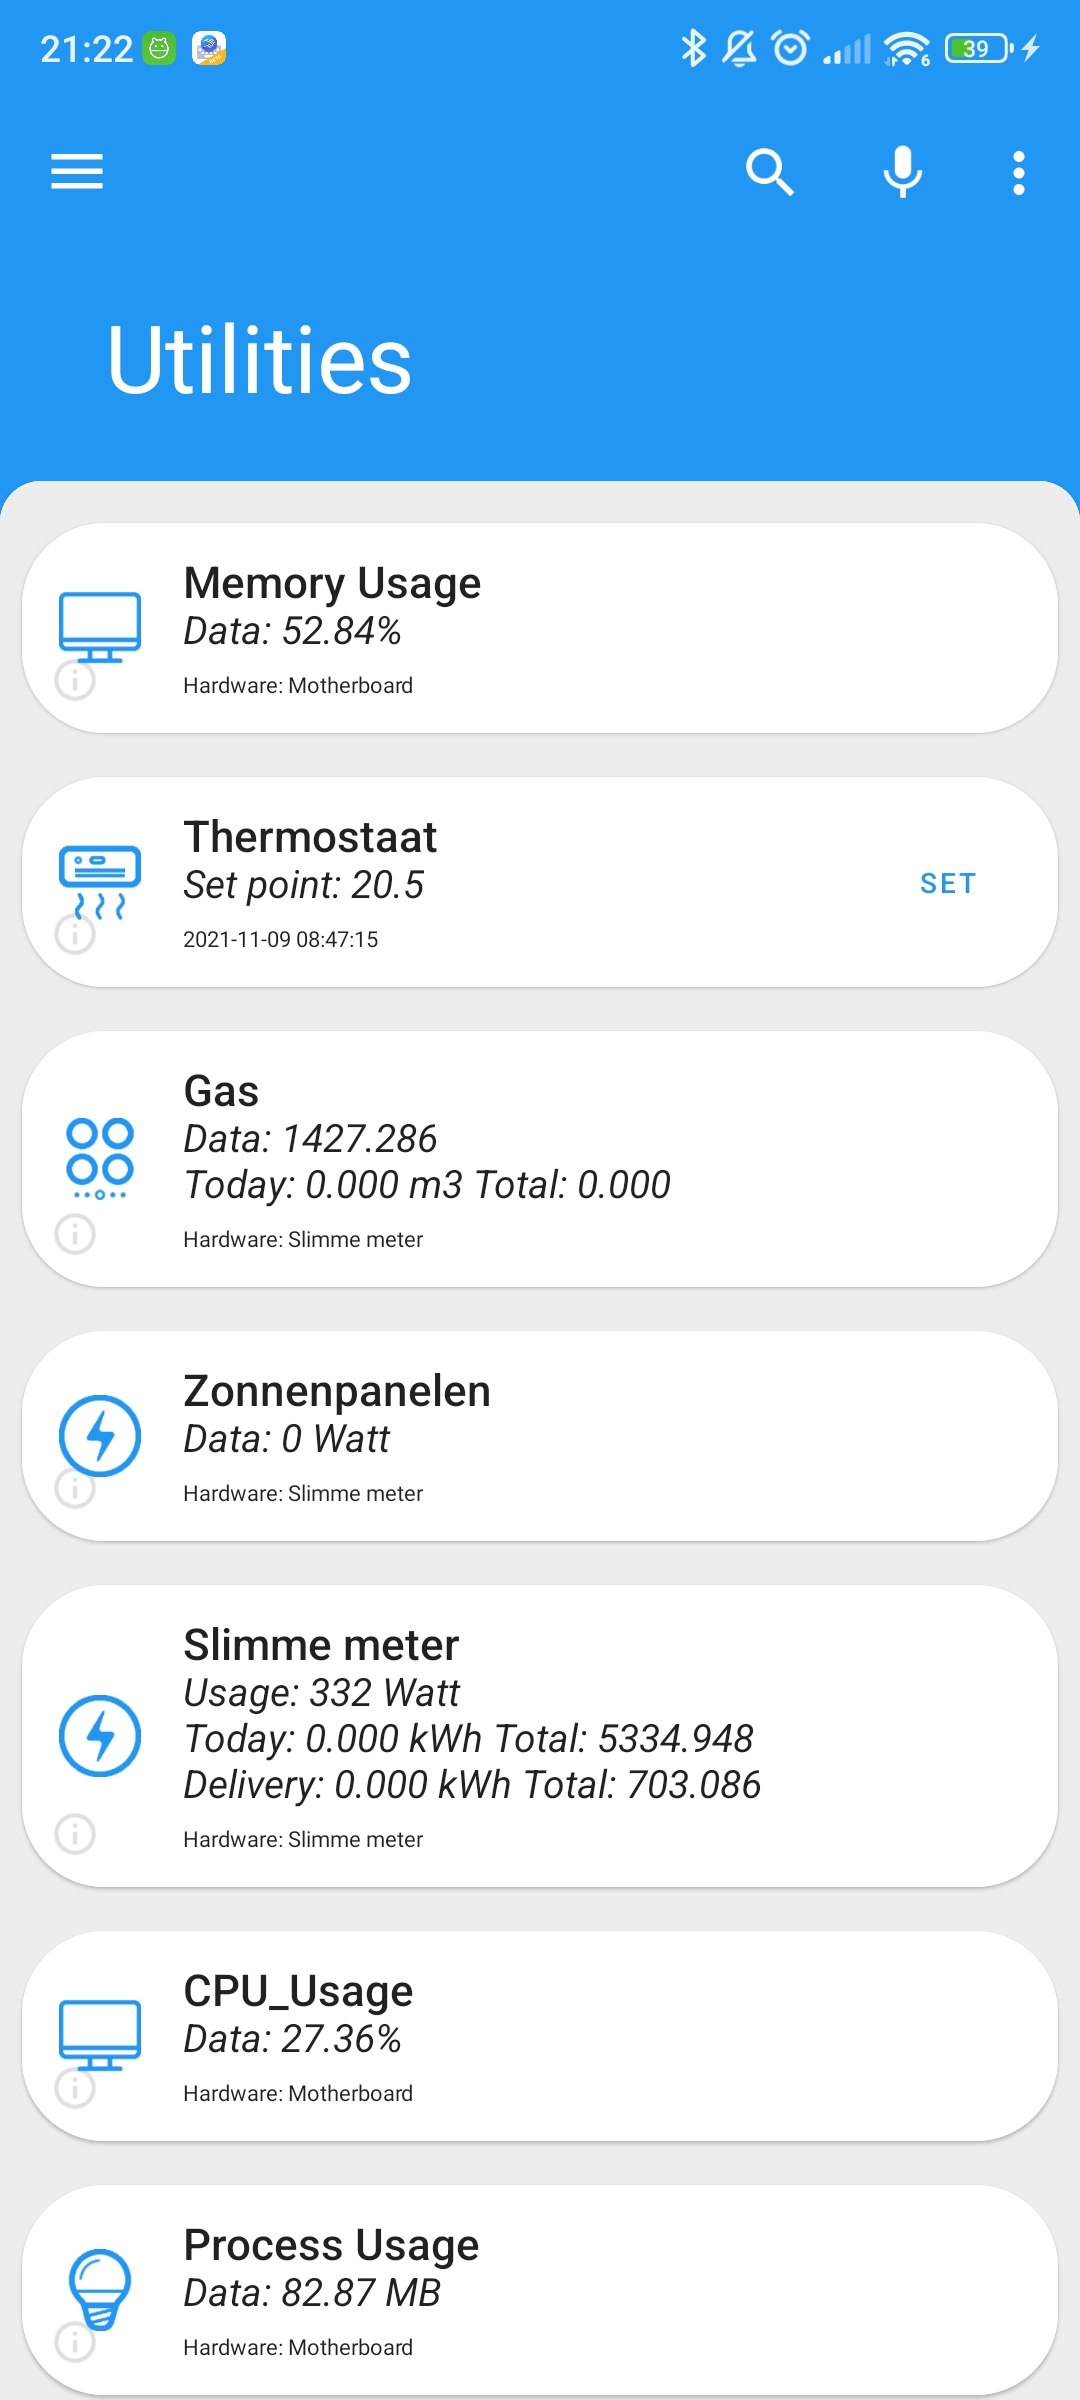 21:22
6
39
Utilities
Memory Usage
Data: 52.84%
Hardware: Motherboard
Thermostaat
Set point: 20.5
SET
2021-11-09 08:47:15
Gas
Data: 1427.286
Today: 0.000 m3 Total: 0.000
Hardware: Slimme meter
Zonnenpanelen
Data: 0 Watt
Hardware: Slimme meter
Slimme meter
Usage: 332 Watt
Today: 0.000 kWh Total: 5334.948
Delivery: 0.000 kWh Total: 703.086
Hardware: Slimme meter
CPU_Usage
Data: 27.36%
Hardware: Motherboard
Process Usage
Data: 82.87 MB
Hardware: Motherboard